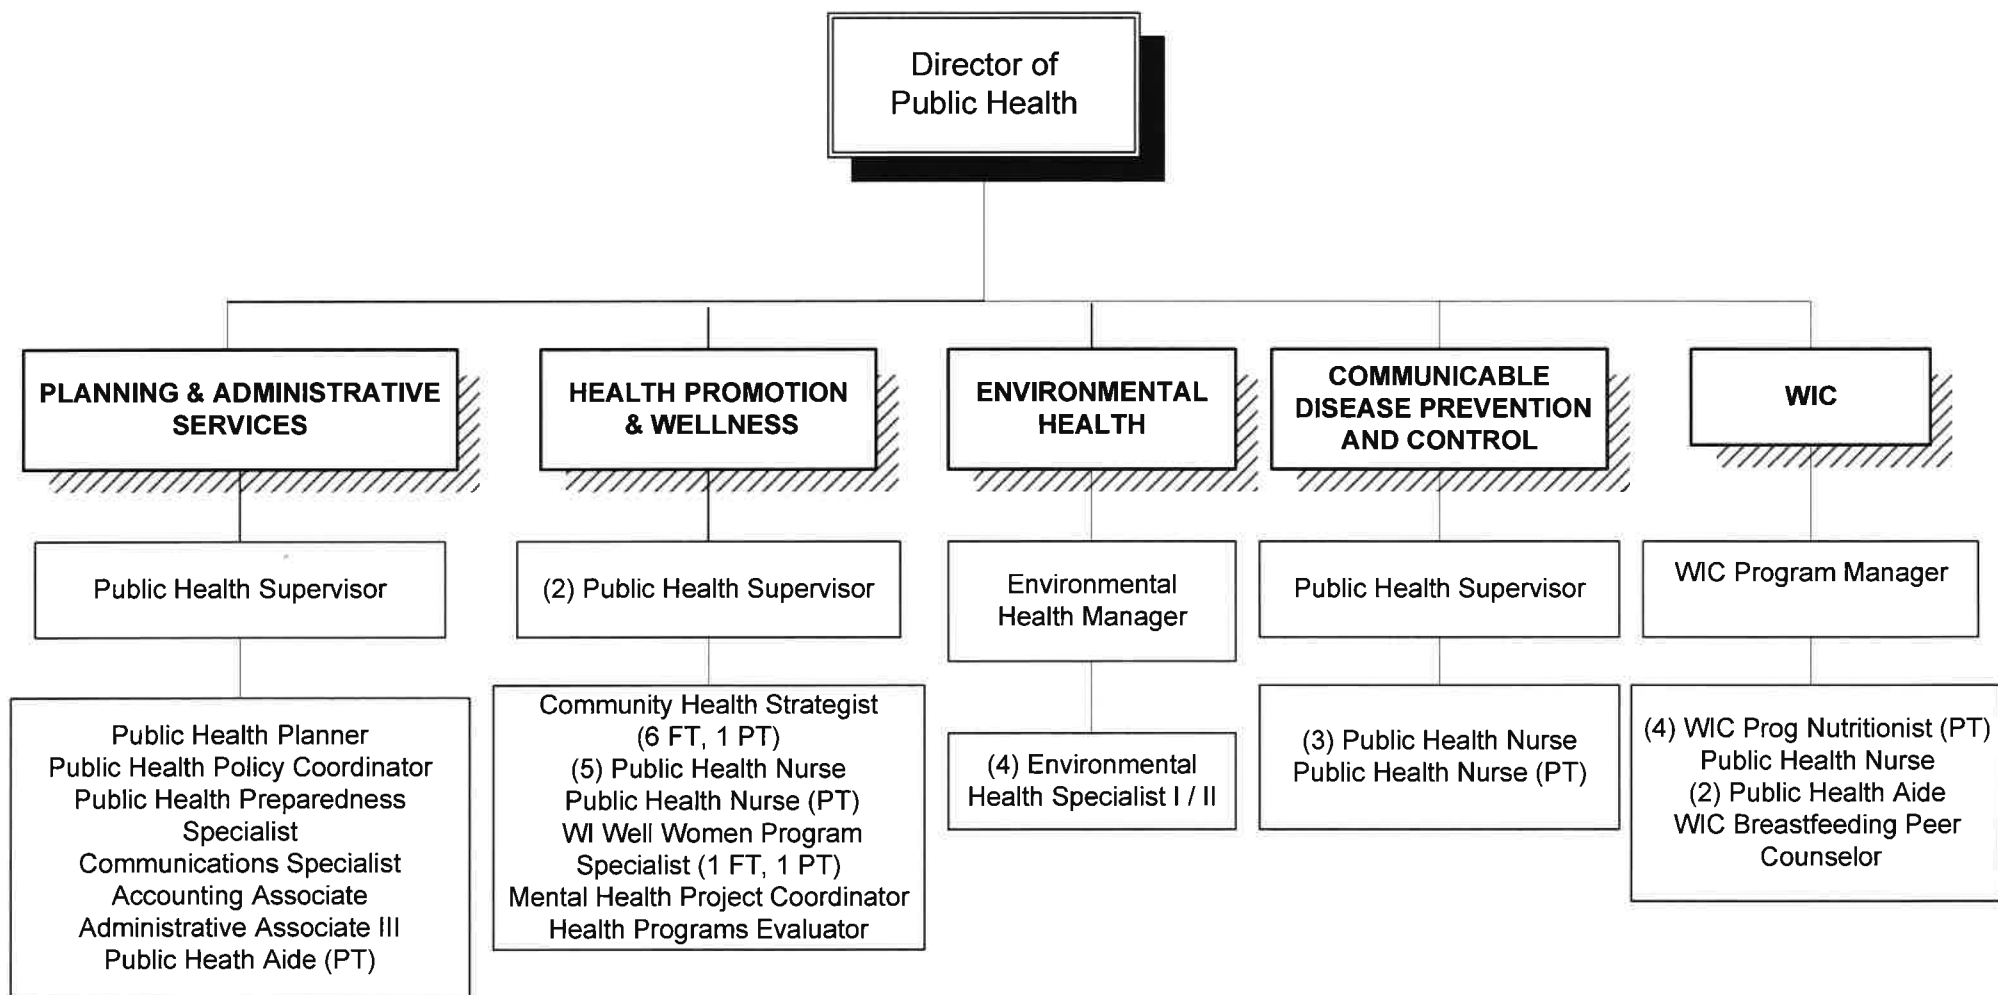 Director of
Public Health
PLANNING & ADMINISTRATIVE
SERVICES
HEALTH PROMOTION
& WELLNESS
ENVIRONMENTAL
HEALTH
COMMUNICABLE
DISEASE PREVENTION
AND CONTROL
WIC
Public Health Supervisor
(2) Public Health Supervisor
Environmental
Health Manager
Public Health Supervisor
WIC Program Manager
Public Health Planner
Public Health Policy Coordinator
Public Health Preparedness
Specialist
Communications Specialist
Accounting Associate
Administrative Associate III
Public Heath Aide (PT)
Community Health Strategist
(6 FT, 1 PT)
(5) Public Health Nurse
Public Health Nurse (PT)
WI Well Women Program
Specialist (1 FT, 1 PT)
Mental Health Project Coordinator
Health Programs Evaluator
(4) Environmental
Health Specialist I / II
(3) Public Health Nurse
Public Health Nurse (PT)
(4) WIC Prog Nutritionist (PT)
Public Health Nurse
(2) Public Health Aide
WIC Breastfeeding Peer
Counselor